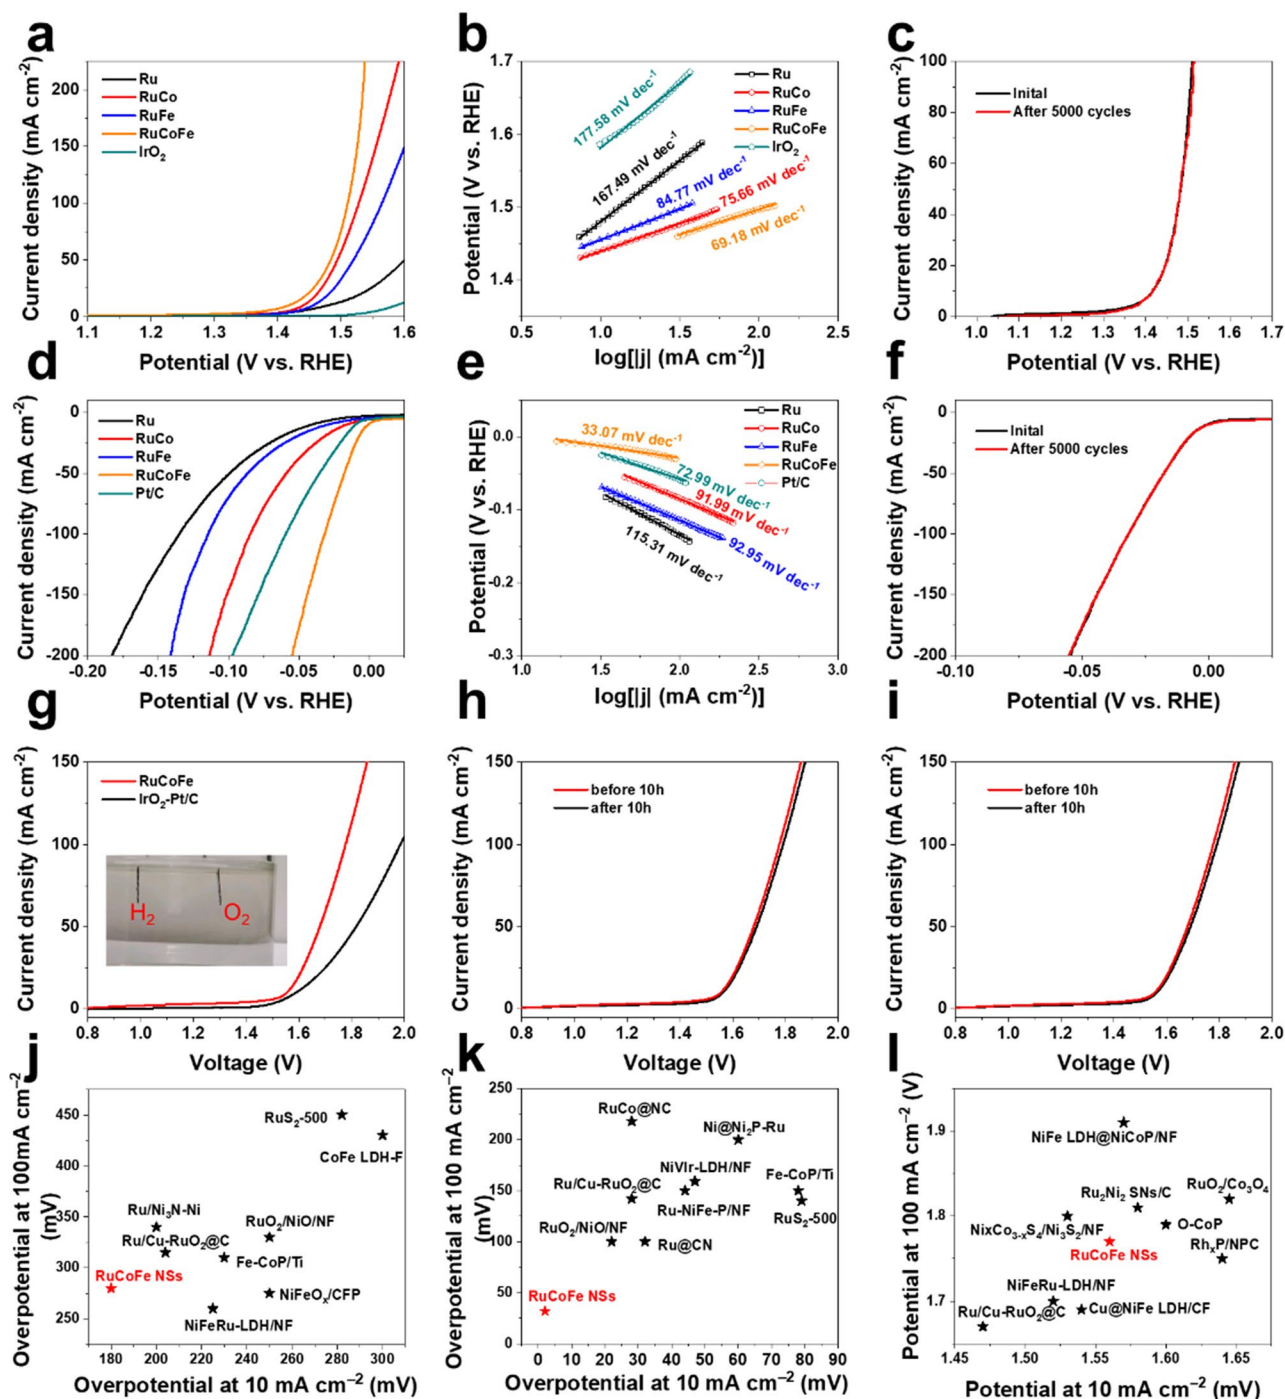 a
Current density (mA cm⁻²)
200
150
100
50
0
1.1 1.2 1.3 1.4 1.5 1.6
Potential (V vs. RHE)
Ru
RuCo
RuFe
RuCoFe
IrO₂
b
Potential (V vs. RHE)
1.7
1.6
1.5
1.4
1.3
0.5 1.0 1.5 2.0 2.5
log[|j| (mA cm⁻²)]
Ru
RuCo
RuFe
RuCoFe
IrO₂
177.58 mV dec⁻¹
167.49 mV dec⁻¹
84.77 mV dec⁻¹
75.66 mV dec⁻¹
69.18 mV dec⁻¹
c
Current density (mA cm⁻²)
100
80
60
40
20
0
1.0 1.1 1.2 1.3 1.4 1.5 1.6 1.7
Potential (V vs. RHE)
Inital
After 5000 cycles
d
Current density (mA cm⁻²)
0
-50
-100
-150
-200
-0.20 -0.15 -0.10 -0.05 0.00
Potential (V vs. RHE)
Ru
RuCo
RuFe
RuCoFe
Pt/C
e
Potential (V vs. RHE)
0.0
-0.1
-0.2
-0.3
1.0 1.5 2.0 2.5 3.0
log[|j| (mA cm⁻²)]
Ru
RuCo
RuFe
RuCoFe
Pt/C
33.07 mV dec⁻¹
72.99 mV dec⁻¹
91.99 mV dec⁻¹
92.95 mV dec⁻¹
115.31 mV dec⁻¹
f
Current density (mA cm⁻²)
0
-50
-100
-150
-200
-0.10 -0.05 0.00
Potential (V vs. RHE)
Inital
After 5000 cycles
g
Current density (mA cm⁻²)
150
100
50
0
0.8 1.0 1.2 1.4 1.6 1.8 2.0
Voltage (V)
RuCoFe
IrO₂-Pt/C
H₂ O₂
h
Current density (mA cm⁻²)
150
100
50
0
0.8 1.0 1.2 1.4 1.6 1.8 2.0
Voltage (V)
before 10h
after 10h
i
Current density (mA cm⁻²)
150
100
50
0
0.8 1.0 1.2 1.4 1.6 1.8 2.0
Voltage (V)
before 10h
after 10h
j
Overpotential at 100mA cm⁻²
(mV)
450
400
350
300
250
180 200 220 240 260 280 300
Overpotential at 10 mA cm⁻² (mV)
RuS₂-500
CoFe LDH-F
Ru/Ni₃N-Ni
RuO₂/NiO/NF
Ru/Cu-RuO₂@C
Fe-CoP/Ti
RuCoFe NSs
NiFeOₓ/CFP
NiFeRu-LDH/NF
k
Overpotential at 100 mA cm⁻²
(mV)
250
225
200
175
150
125
100
75
50
25
0
0 10 20 30 40 50 60 70 80 90
Overpotential at 10 mA cm⁻² (mV)
RuCo@NC
Ni@Ni₂P-Ru
NiVIr-LDH/NF
Fe-CoP/Ti
Ru/Cu-RuO₂@C
Ru-NiFe-P/NF
RuS₂-500
RuO₂/NiO/NF
Ru@CN
RuCoFe NSs
l
Potential at 100 mA cm⁻² (V)
1.9
1.8
1.7
1.45 1.50 1.55 1.60 1.65
Potential at 10 mA cm⁻² (mV)
NiFe LDH@NiCoP/NF
Ru₂Ni₂ SNs/C
RuO₂/Co₃O₄
NixCo₃₋ₓS₄/Ni₃S₂/NF
O-CoP
RuCoFe NSs
RhₓP/NPC
NiFeRu-LDH/NF
Ru/Cu-RuO₂@C
Cu@NiFe LDH/CF